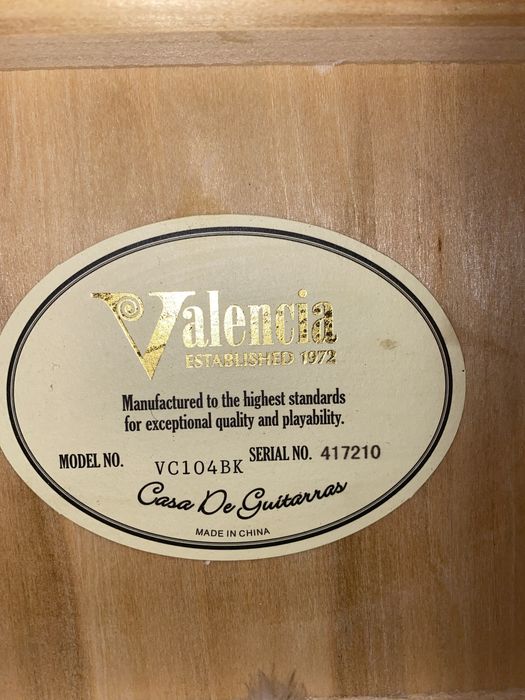 Valencia
ESTABLISHED 1972
Manufactured to the highest standards
for exceptional quality and playability.
MODEL NO. VC104BK SERIAL NO. 417210
Casa De Guitarras
MADE IN CHINA